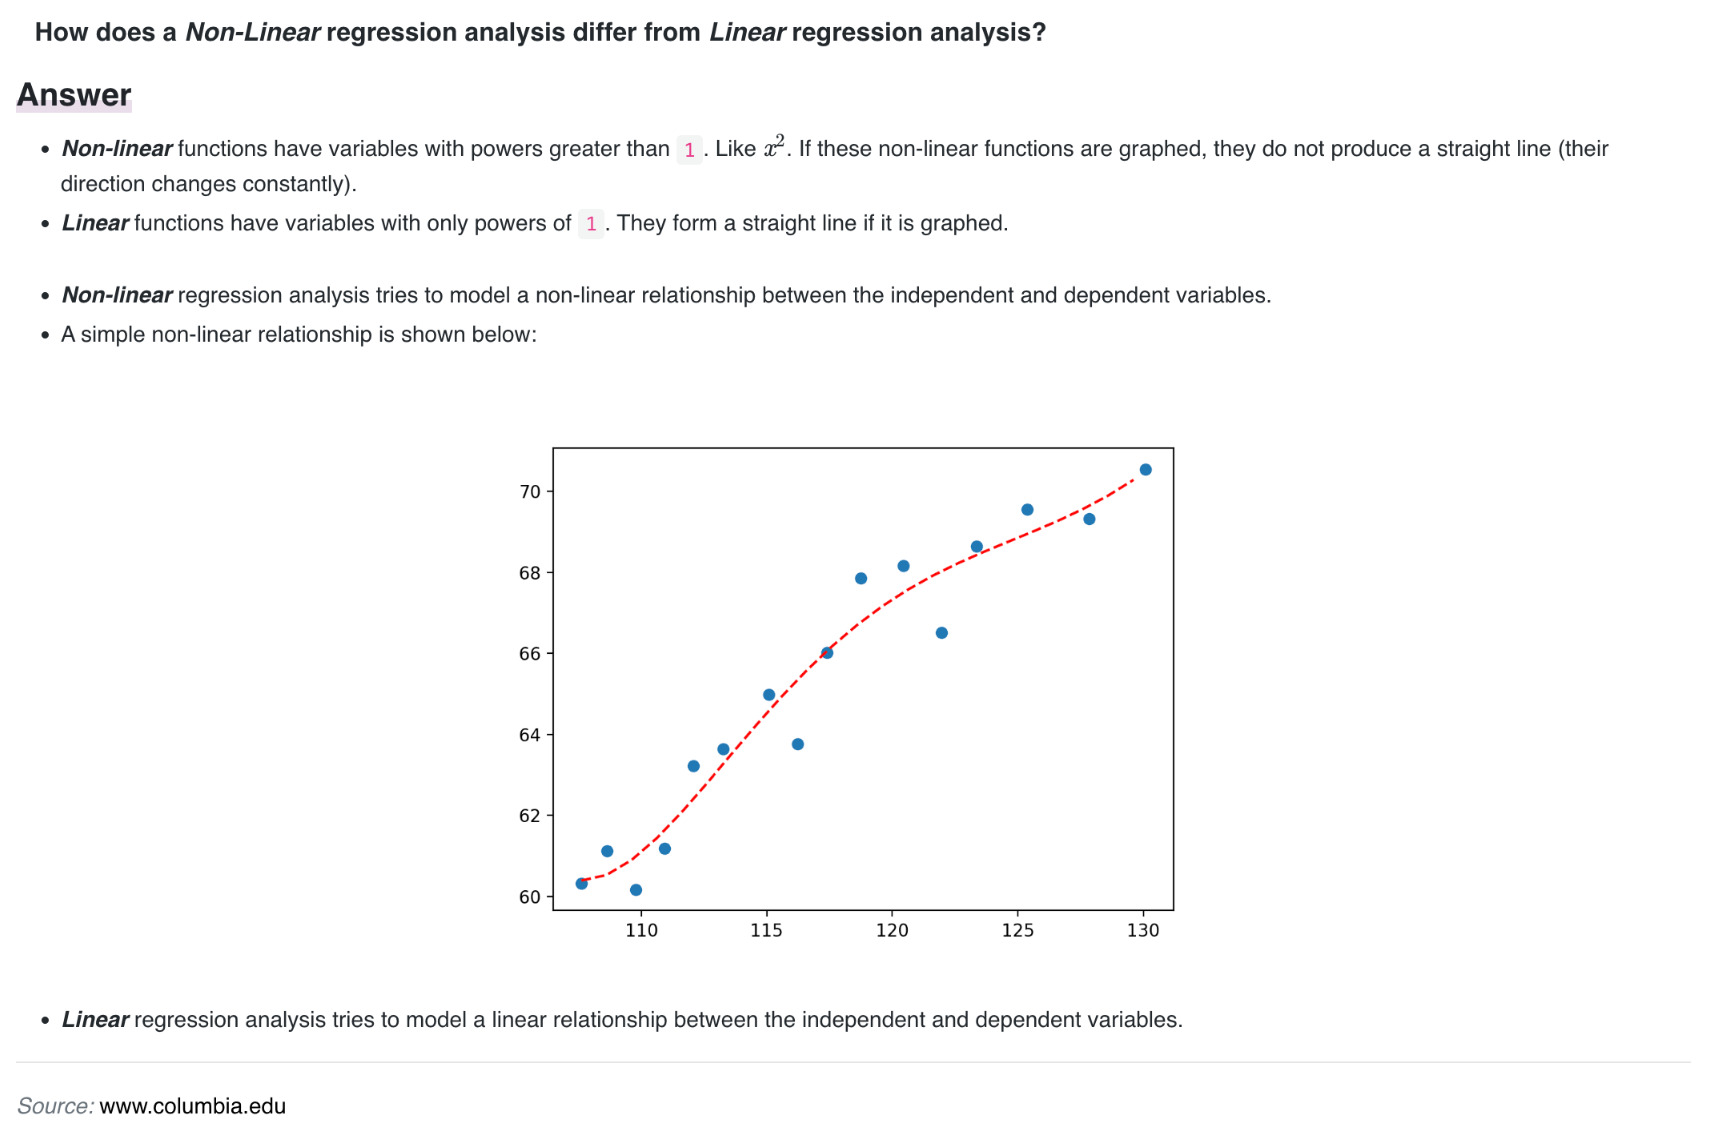 How does a Non-Linear regression analysis differ from Linear regression analysis?
Answer
• Non-linear functions have variables with powers greater than 1. Like x². If these non-linear functions are graphed, they do not produce a straight line (their
direction changes constantly).
• Linear functions have variables with only powers of 1. They form a straight line if it is graphed.
• Non-linear regression analysis tries to model a non-linear relationship between the independent and dependent variables.
• A simple non-linear relationship is shown below:
70
68
66
64
62
60
110 115 120 125 130
• Linear regression analysis tries to model a linear relationship between the independent and dependent variables.
Source: www.columbia.edu